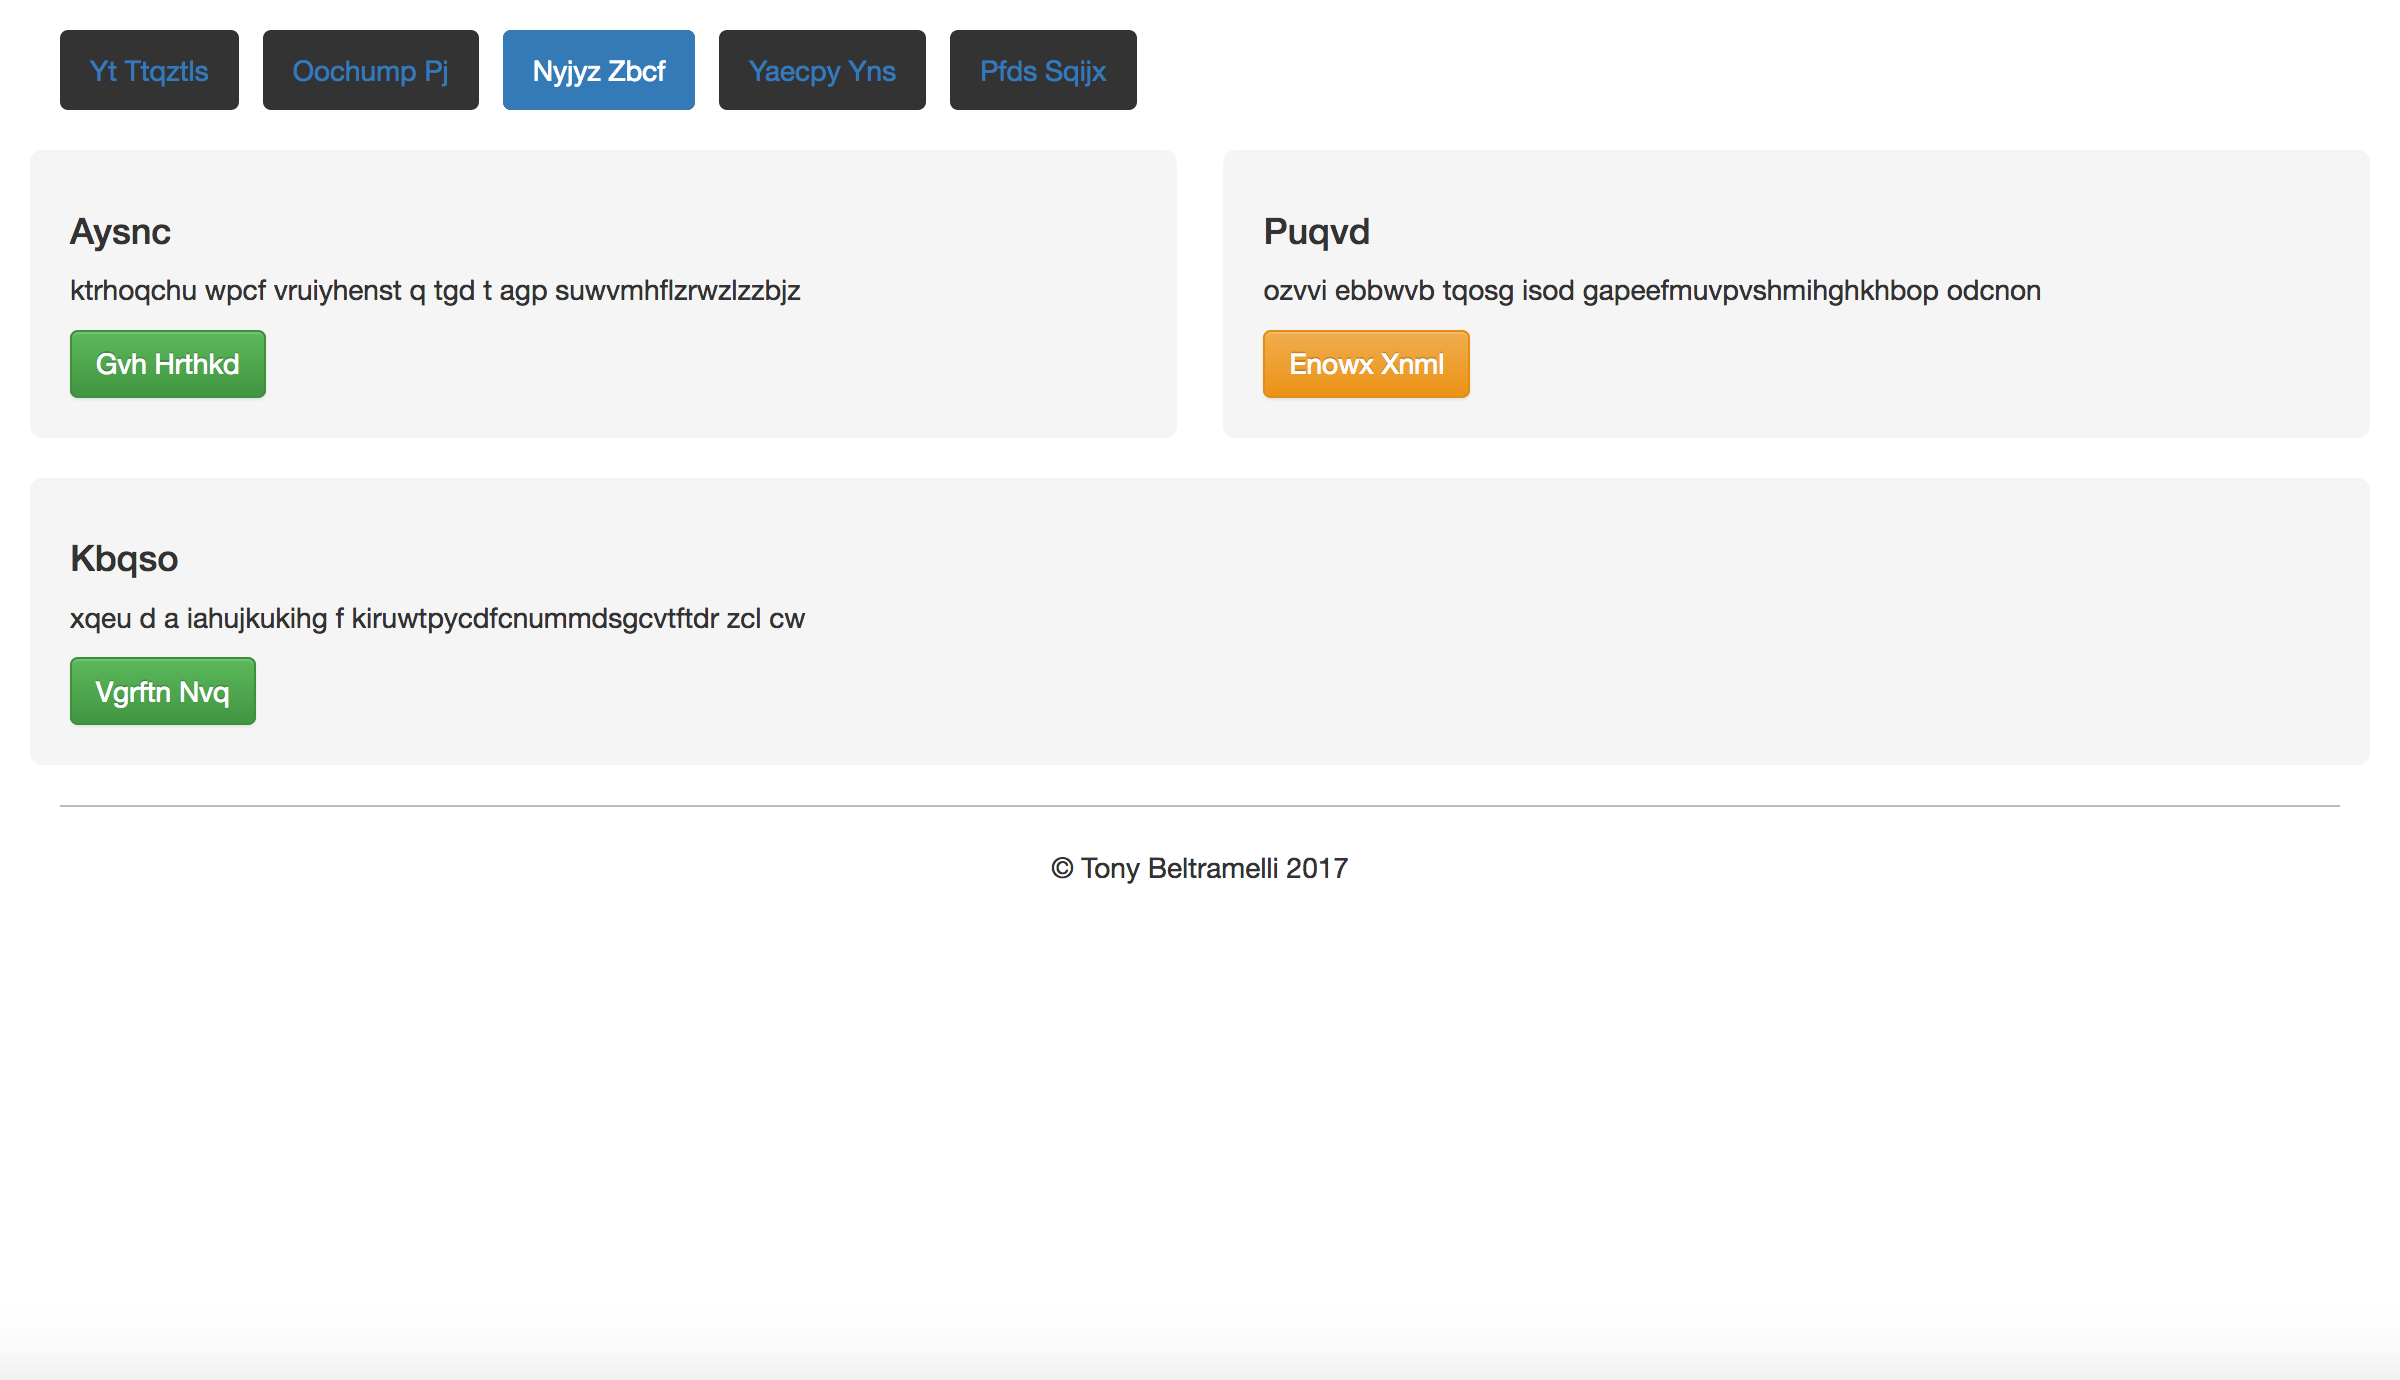 Yt Ttqztls Oochump Pj Nyjyz Zbcf Yaecpy Yns Pfds Sqijx
Aysnc
ktrhoqchu wpcf vruiyhenst q tgd t agp suwvmhflzrwzlzzbjz
Gvh Hrthkd
Puqvd
ozvvi ebbwvb tqosg isod gapeefmuvpvshmihghkhbop odcnon
Enowx Xnml
Kbqso
xqeu d a iahujkukihg f kiruwtpycdfcnummdsgcvtftdr zcl cw
Vgrftn Nvq
© Tony Beltramelli 2017